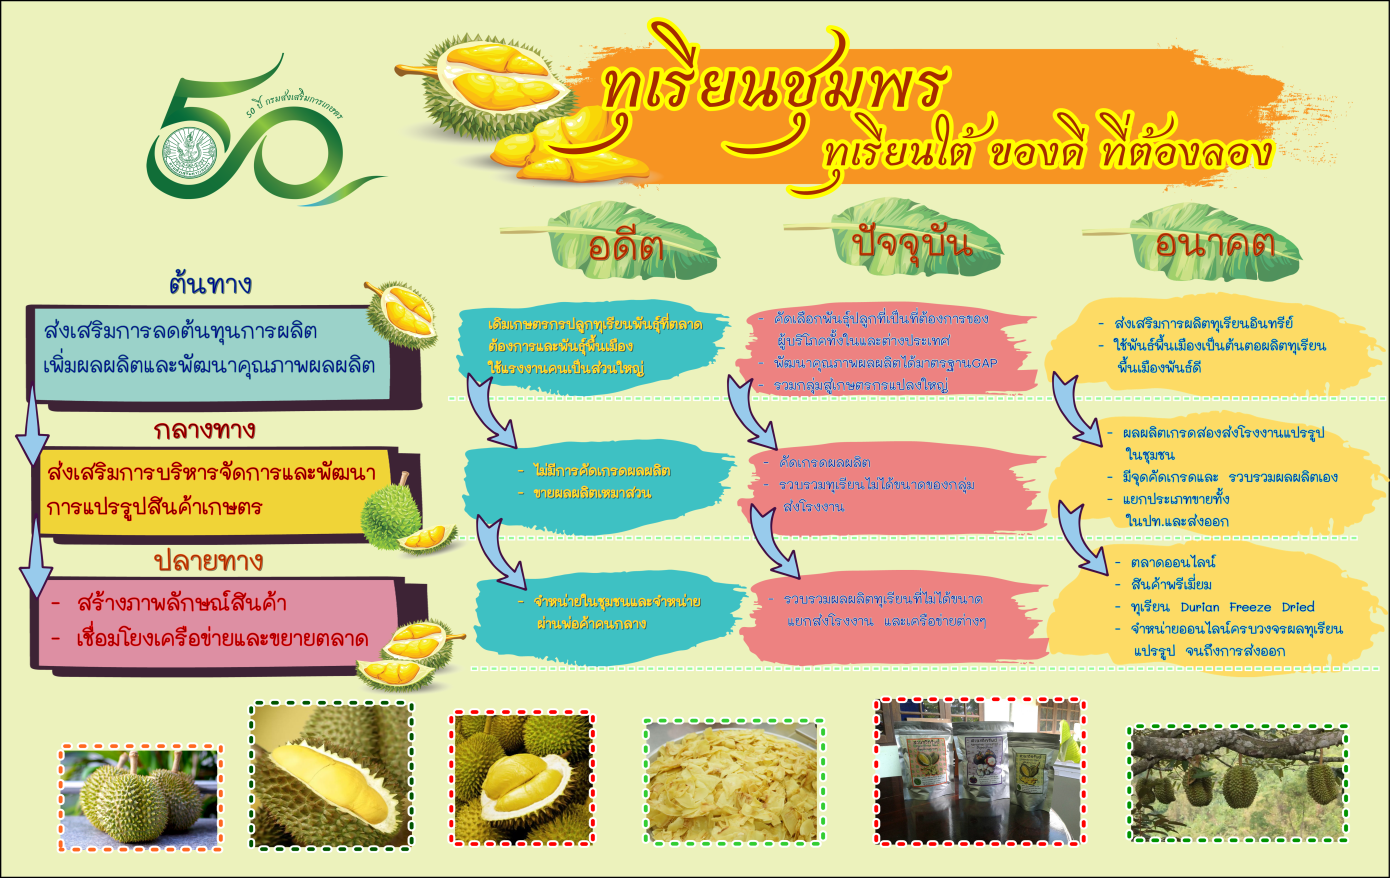 50 ปี กรมส่งเสริมการเกษตร
ทุเรียนชุมพร
ทุเรียนใต้ ของดี ที่ต้องลอง
อดีต
ปัจจุบัน
อนาคต
ต้นทาง
ส่งเสริมการลดต้นทุนการผลิต
เพิ่มผลผลิตและพัฒนาคุณภาพผลผลิต
เดิมเกษตรกรปลูกทุเรียนพันธุ์ที่ตลาด
ต้องการและพันธุ์พื้นเมือง
ใช้แรงงานคนเป็นส่วนใหญ่
- คัดเลือกพันธุ์ปลูกที่เป็นที่ต้องการของ
ผู้บริโภคทั้งในและต่างประเทศ
- พัฒนาคุณภาพผลผลิตได้มาตรฐานGAP
- รวมกลุ่มสู่เกษตรกรแปลงใหญ่
- ส่งเสริมการผลิตทุเรียนอินทรีย์
- ใช้พันธ์พื้นเมืองเป็นต้นตอผลิตทุเรียน
พื้นเมืองพันธ์ดี
กลางทาง
ส่งเสริมการบริหารจัดการและพัฒนา
การแปรรูปสินค้าเกษตร
- ไม่มีการคัดเกรดผลผลิต
- ขายผลผลิตเหมาสวน
- คัดเกรดผลผลิต
- รวบรวมทุเรียนไม่ได้ขนาดของกลุ่ม
ส่งโรงงาน
- ผลผลิตเกรดสองส่งโรงงานแปรรูป
ในชุมชน
- มีจุดคัดเกรดและ รวบรวมผลผลิตเอง
- แยกประเภทขายทั้ง
ในปท.และส่งออก
ปลายทาง
- สร้างภาพลักษณ์สินค้า
- เชื่อมโยงเครือข่ายและขยายตลาด
- จำหน่ายในชุมชนและจำหน่าย
ผ่านพ่อค้าคนกลาง
- รวบรวมผลผลิตทุเรียนที่ไม่ได้ขนาด
แยกส่งโรงงาน และเครือข่ายต่างๆ
- ตลาดออนไลน์
- สินค้าพรีเมี่ยม
- ทุเรียน Durian Freeze Dried
- จำหน่ายออนไลน์ครบวงจรผลทุเรียน
แปรรูป จนถึงการส่งออก